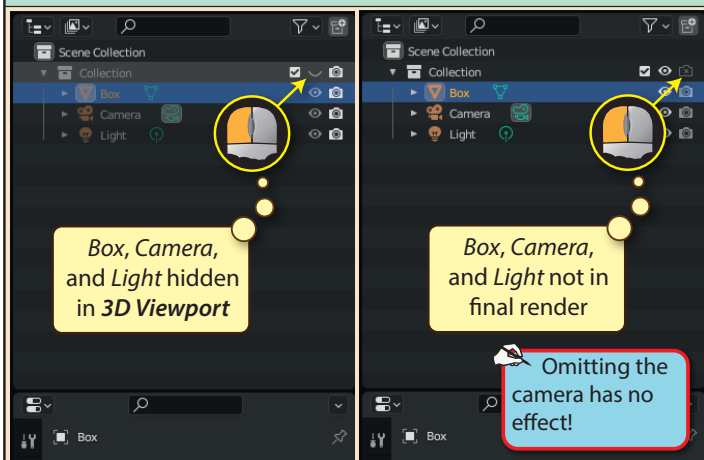 Scene Collection
Collection
Box
Camera
Light
Box, Camera,
and Light hidden
in 3D Viewport
Box
Scene Collection
Collection
Box
Camera
Light
Box, Camera,
and Light not in
final render
Omitting the
camera has no
effect!
Box